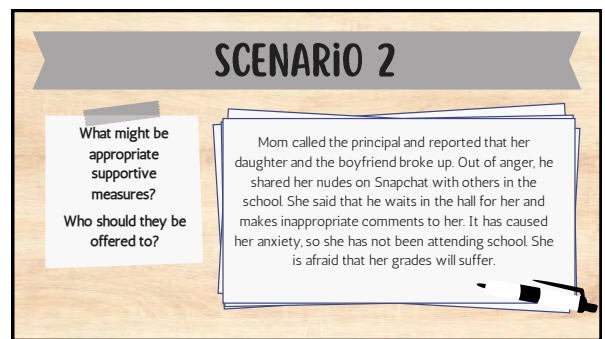 SCENARiO 2
What might be
appropriate
supportive
measures?
Who should they be
offered to?
Mom called the principal and reported that her
daughter and the boyfriend broke up. Out of anger, he
shared her nudes on Snapchat with others in the
school. She said that he waits in the hall for her and
makes inappropriate comments to her. It has caused
her anxiety, so she has not been attending school. She
is afraid that her grades will suffer.